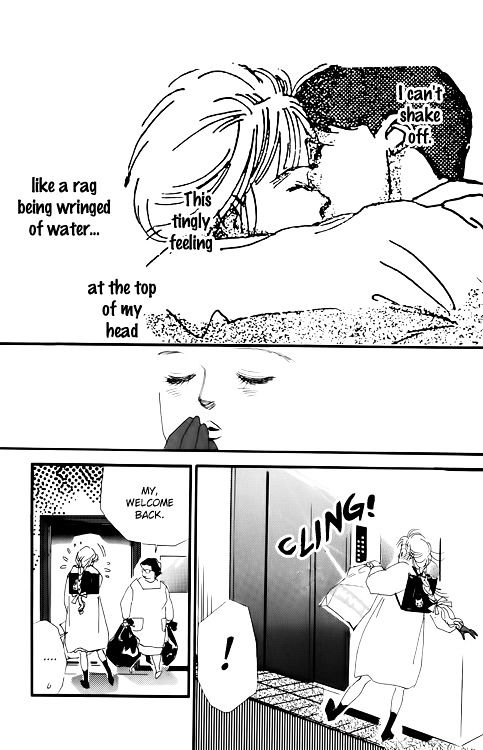 I can't
shake
off.
This
tingly
feeling
like a rag
being wringed
of water...
at the top
of my
head
CLING!
MY,
WELCOME
BACK.
!
.....